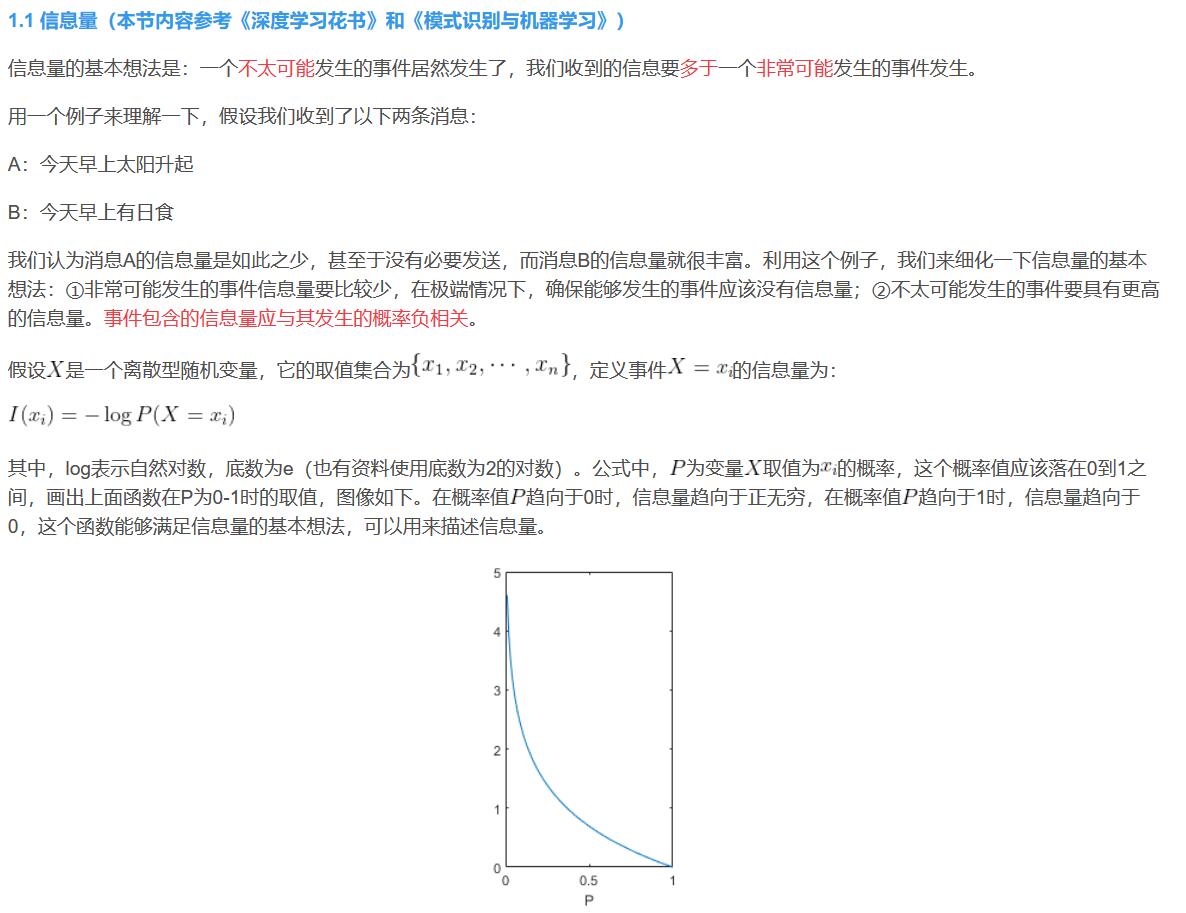 1.1 信息量（本节内容参考《深度学习花书》和《模式识别与机器学习》）
信息量的基本想法是：一个不太可能发生的事件居然发生了，我们收到的信息要多于一个非常可能发生的事件发生。
用一个例子来理解一下，假设我们收到了以下两条消息：
A：今天早上太阳升起
B：今天早上有日食
我们认为消息A的信息量是如此之少，甚至于没有必要发送，而消息B的信息量就很丰富。利用这个例子，我们来细化一下信息量的基本
想法：①非常可能发生的事件信息量要比较少，在极端情况下，确保能够发生的事件应该没有信息量；②不太可能发生的事件要具有更高
的信息量。事件包含的信息量应与其发生的概率负相关。
假设X是一个离散型随机变量，它的取值集合为{x₁, x₂, ⋯ , xₙ}，定义事件X = xᵢ的信息量为：
I(xᵢ) = − log P(X = xᵢ)
其中，log表示自然对数，底数为e（也有资料使用底数为2的对数）。公式中，P为变量X取值为xᵢ的概率，这个概率值应该落在0到1之
间，画出上面函数在P为0-1时的取值，图像如下。在概率值P趋向于0时，信息量趋向于正无穷，在概率值P趋向于1时，信息量趋向于
0，这个函数能够满足信息量的基本想法，可以用来描述信息量。
5
4
3
2
1
0
0 0.5 1
P